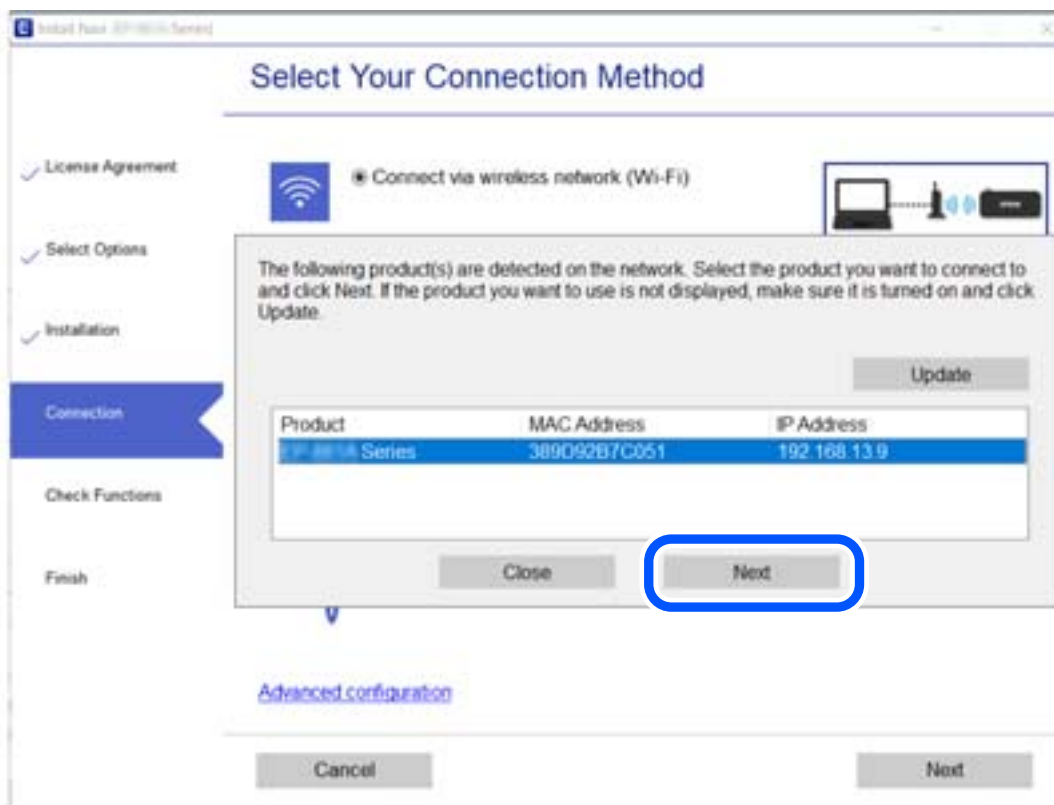 Install Navi Series]
Select Your Connection Method
License Agreement
Select Options
Installation
Connection
Check Functions
Finish
Connect via wireless network (Wi-Fi)
The following product(s) are detected on the network. Select the product you want to connect to
and click Next. If the product you want to use is not displayed, make sure it is turned on and click
Update.
Update
Product MAC Address IP Address
Series 389D92B7C051 192.168.13.9
Close Next
Advanced configuration
Cancel Next